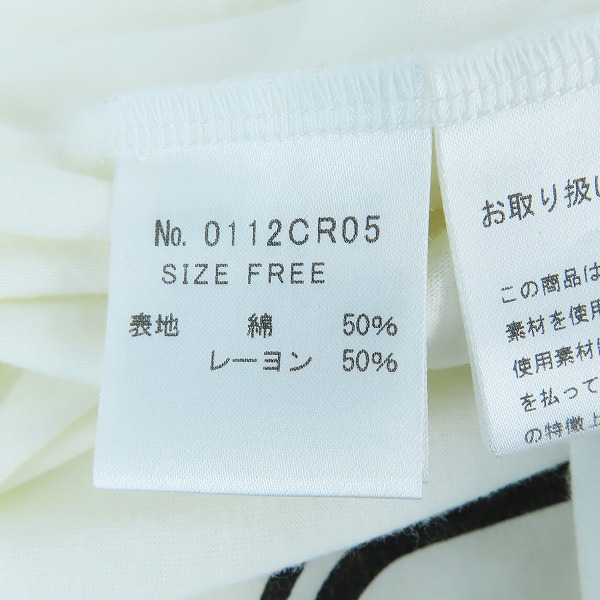 No. 0112CR05
SIZE FREE
表地 綿 50%
レーヨン 50%
お取り扱い
この商品は
素材を使用
使用素材
を払って
の特徴上